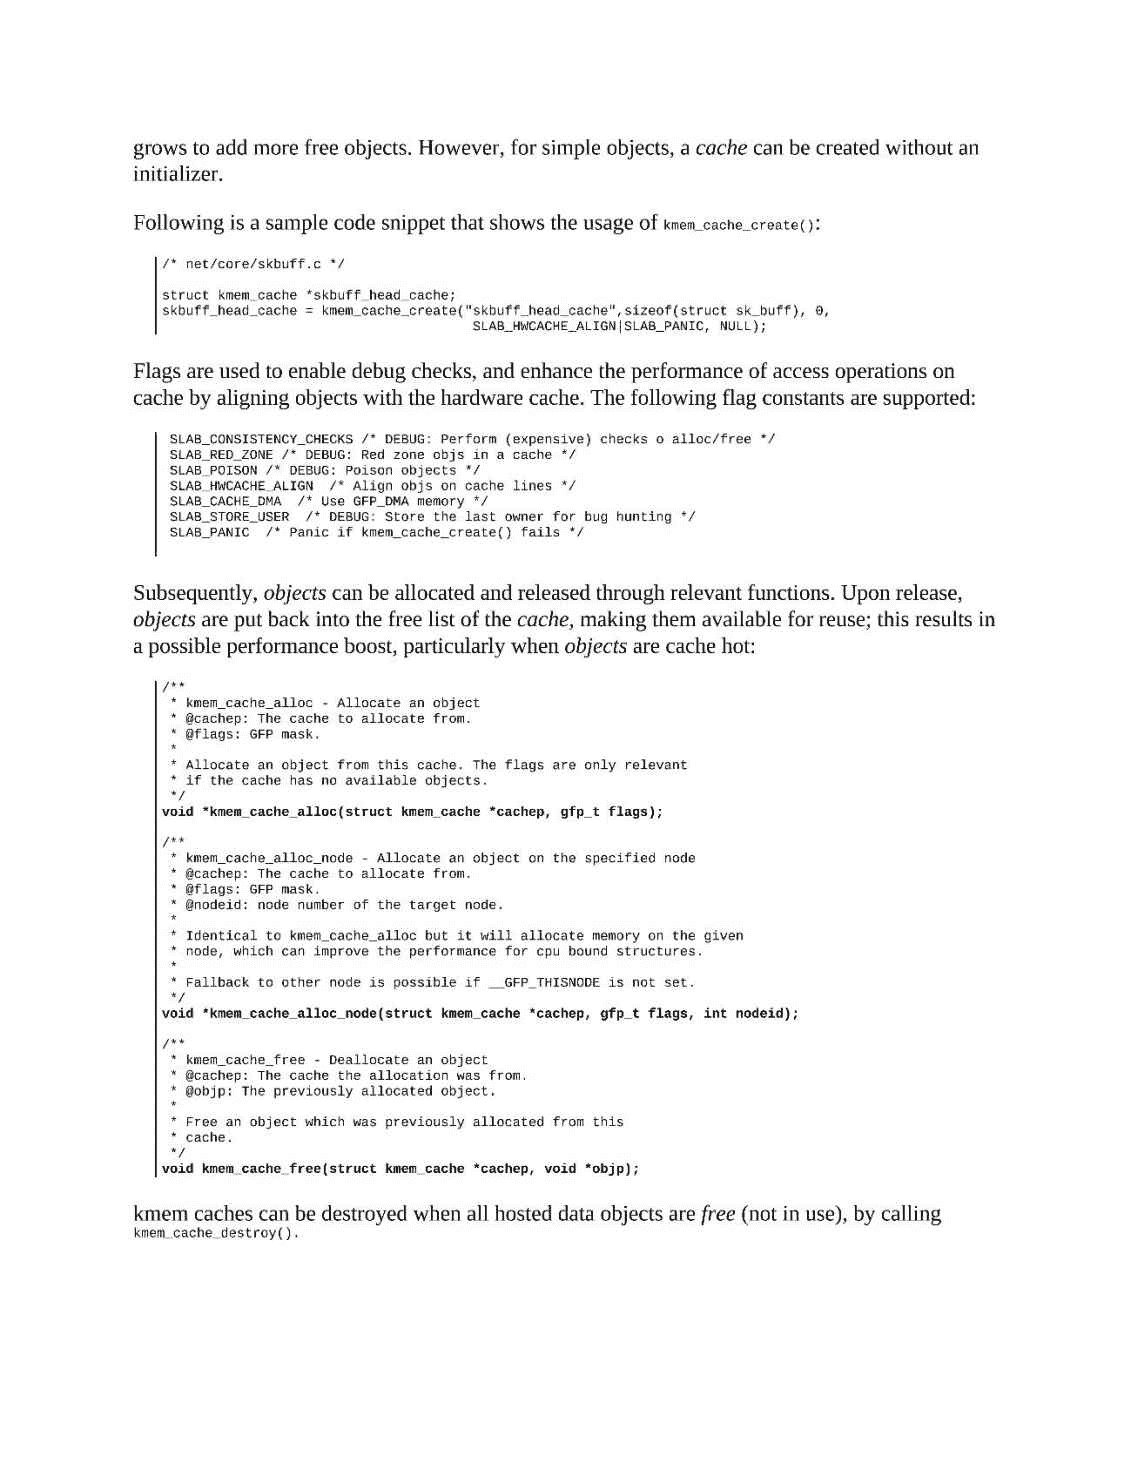 grows to add more free objects. However, for simple objects, a cache can be created without an
initializer.
Following is a sample code snippet that shows the usage of kmem_cache_create():
/* net/core/skbuff.c */
struct kmem_cache *skbuff_head_cache;
skbuff_head_cache = kmem_cache_create("skbuff_head_cache",sizeof(struct sk_buff), 0,
SLAB_HWCACHE_ALIGN|SLAB_PANIC, NULL);
Flags are used to enable debug checks, and enhance the performance of access operations on
cache by aligning objects with the hardware cache. The following flag constants are supported:
SLAB_CONSISTENCY_CHECKS /* DEBUG: Perform (expensive) checks o alloc/free */
SLAB_RED_ZONE /* DEBUG: Red zone objs in a cache */
SLAB_POISON /* DEBUG: Poison objects */
SLAB_HWCACHE_ALIGN  /* Align objs on cache lines */
SLAB_CACHE_DMA  /* Use GFP_DMA memory */
SLAB_STORE_USER  /* DEBUG: Store the last owner for bug hunting */
SLAB_PANIC  /* Panic if kmem_cache_create() fails */
Subsequently, objects can be allocated and released through relevant functions. Upon release,
objects are put back into the free list of the cache, making them available for reuse; this results in
a possible performance boost, particularly when objects are cache hot:
/**
* kmem_cache_alloc - Allocate an object
* @cachep: The cache to allocate from.
* @flags: GFP mask.
*
* Allocate an object from this cache. The flags are only relevant
* if the cache has no available objects.
*/
void *kmem_cache_alloc(struct kmem_cache *cachep, gfp_t flags);
/**
* kmem_cache_alloc_node - Allocate an object on the specified node
* @cachep: The cache to allocate from.
* @flags: GFP mask.
* @nodeid: node number of the target node.
*
* Identical to kmem_cache_alloc but it will allocate memory on the given
* node, which can improve the performance for cpu bound structures.
*
* Fallback to other node is possible if __GFP_THISNODE is not set.
*/
void *kmem_cache_alloc_node(struct kmem_cache *cachep, gfp_t flags, int nodeid);
/**
* kmem_cache_free - Deallocate an object
* @cachep: The cache the allocation was from.
* @objp: The previously allocated object.
*
* Free an object which was previously allocated from this
* cache.
*/
void kmem_cache_free(struct kmem_cache *cachep, void *objp);
kmem caches can be destroyed when all hosted data objects are free (not in use), by calling
kmem_cache_destroy().